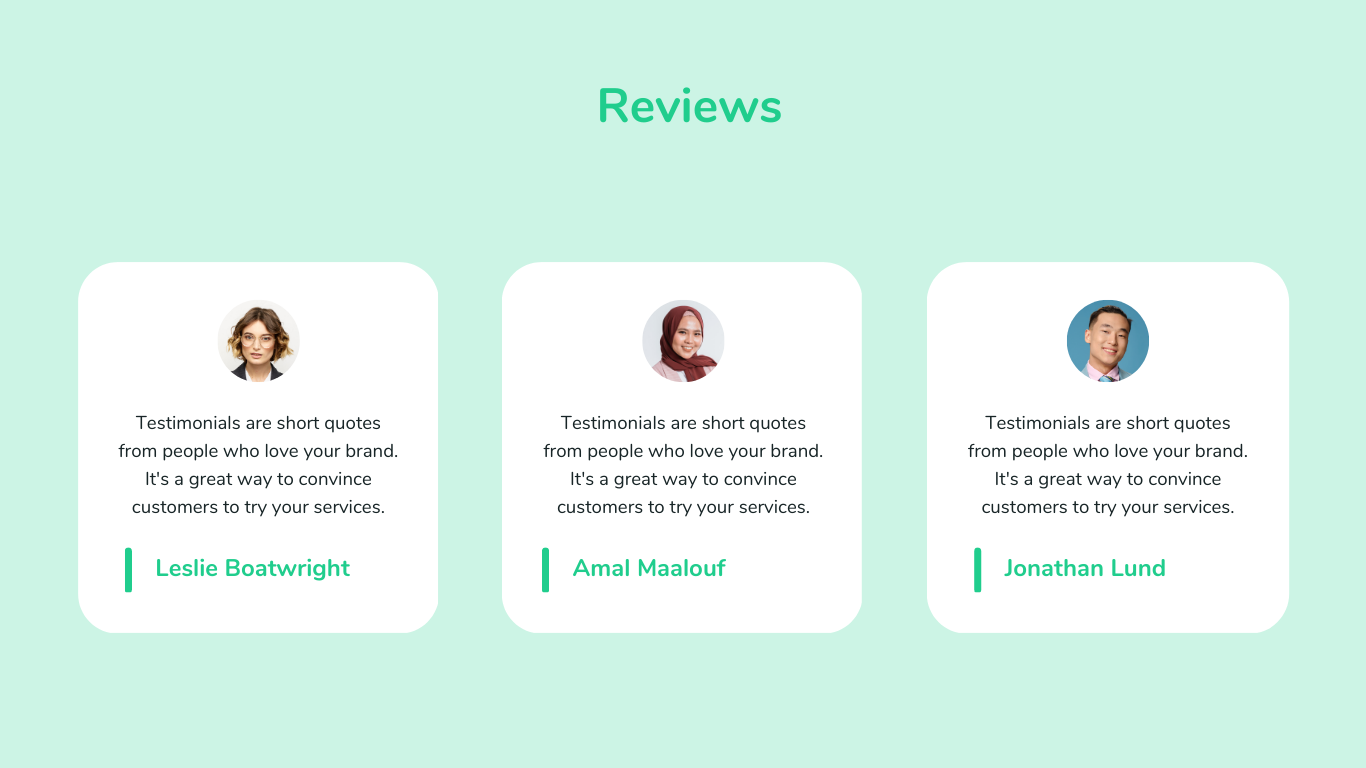 Reviews
Testimonials are short quotes
from people who love your brand.
It's a great way to convince
customers to try your services.
Leslie Boatwright
Testimonials are short quotes
from people who love your brand.
It's a great way to convince
customers to try your services.
Amal Maalouf
Testimonials are short quotes
from people who love your brand.
It's a great way to convince
customers to try your services.
Jonathan Lund